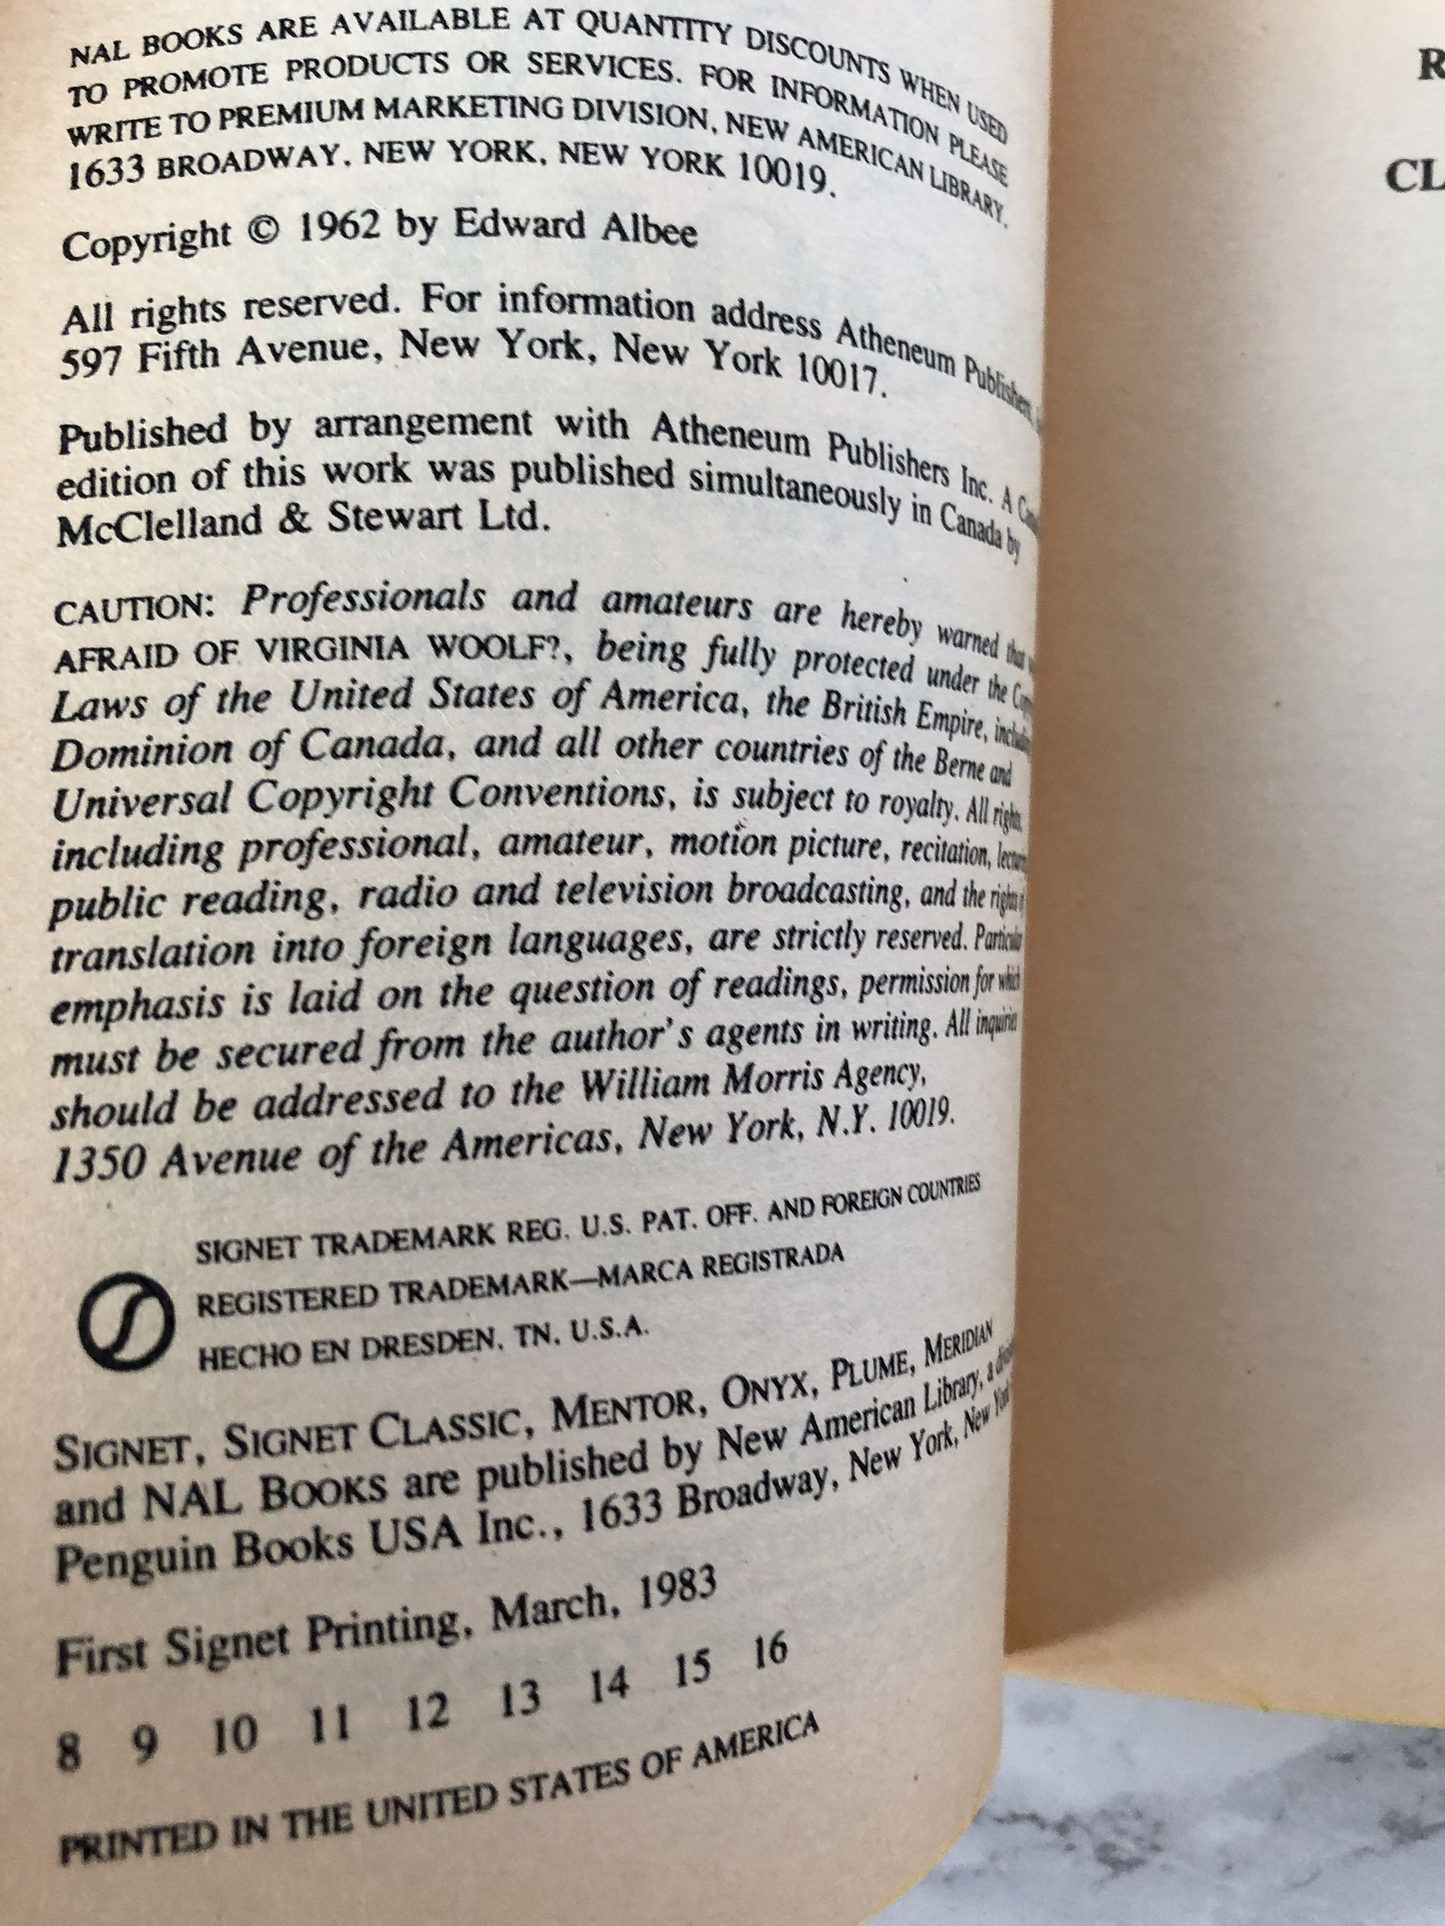 NAL BOOKS ARE AVAILABLE AT QUANTITY DISCOUNTS WHEN USED
TO PROMOTE PRODUCTS OR SERVICES. FOR INFORMATION PLEASE
WRITE TO PREMIUM MARKETING DIVISION, NEW AMERICAN LIBRARY,
1633 BROADWAY, NEW YORK, NEW YORK 10019.
Copyright © 1962 by Edward Albee
All rights reserved. For information address Atheneum Publishers,
597 Fifth Avenue, New York, New York 10017.
Published by arrangement with Atheneum Publishers Inc. A
edition of this work was published simultaneously in Canada by
McClelland & Stewart Ltd.
CAUTION: Professionals and amateurs are hereby warned that
AFRAID OF VIRGINIA WOOLF?, being fully protected under the
Laws of the United States of America, the British Empire, including
Dominion of Canada, and all other countries of the Berne and
Universal Copyright Conventions, is subject to royalty. All rights,
including professional, amateur, motion picture, recitation,
public reading, radio and television broadcasting, and the rights of
translation into foreign languages, are strictly reserved. Particular
emphasis is laid on the question of readings, permission for which
must be secured from the author's agents in writing. All inquiries
should be addressed to the William Morris Agency,
1350 Avenue of the Americas, New York, N.Y. 10019.
SIGNET TRADEMARK REG. U.S. PAT. OFF. AND FOREIGN COUNTRIES
REGISTERED TRADEMARK—MARCA REGISTRADA
HECHO EN DRESDEN, TN, U.S.A.
SIGNET, SIGNET CLASSIC, MENTOR, ONYX, PLUME, MERIDIAN
and NAL BOOKS are published by New American Library, a
Penguin Books USA Inc., 1633 Broadway, New York, New York
First Signet Printing, March, 1983
8 9 10 11 12 13 14 15 16
PRINTED IN THE UNITED STATES OF AMERICA
R
CL